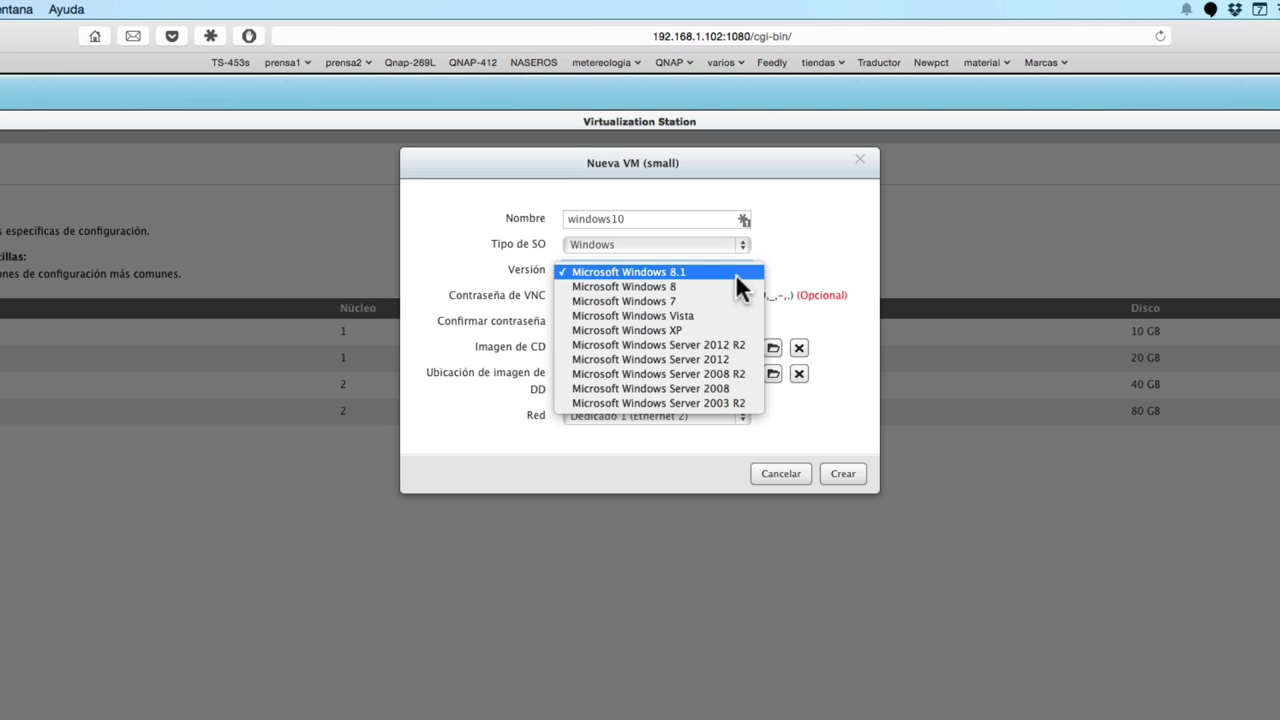 entana Ayuda
7
192.168.1.102:1080/cgi-bin/
TS-453s prensa1 prensa2 Qnap-269L QNAP-412 NASEROS metereologia QNAP varios Feedly tiendas Traductor Newpct material Marcas
Virtualization Station
Nueva VM (small)
s específicas de configuración.
illas:
ones de configuración más comunes.
Núcleo Disco
1 10 GB
1 20 GB
2 40 GB
2 80 GB
Nombre windows10
Tipo de SO Windows
Versión
✓ Microsoft Windows 8.1
Microsoft Windows 8
Microsoft Windows 7
Microsoft Windows Vista
Microsoft Windows XP
Microsoft Windows Server 2012 R2
Microsoft Windows Server 2012
Microsoft Windows Server 2008 R2
Microsoft Windows Server 2008
Microsoft Windows Server 2003 R2
Contraseña de VNC ,_,-,.) (Opcional)
Confirmar contraseña
Imagen de CD
Ubicación de imagen de
DD
Red Dedicado 1 (Ethernet 2)
Cancelar Crear